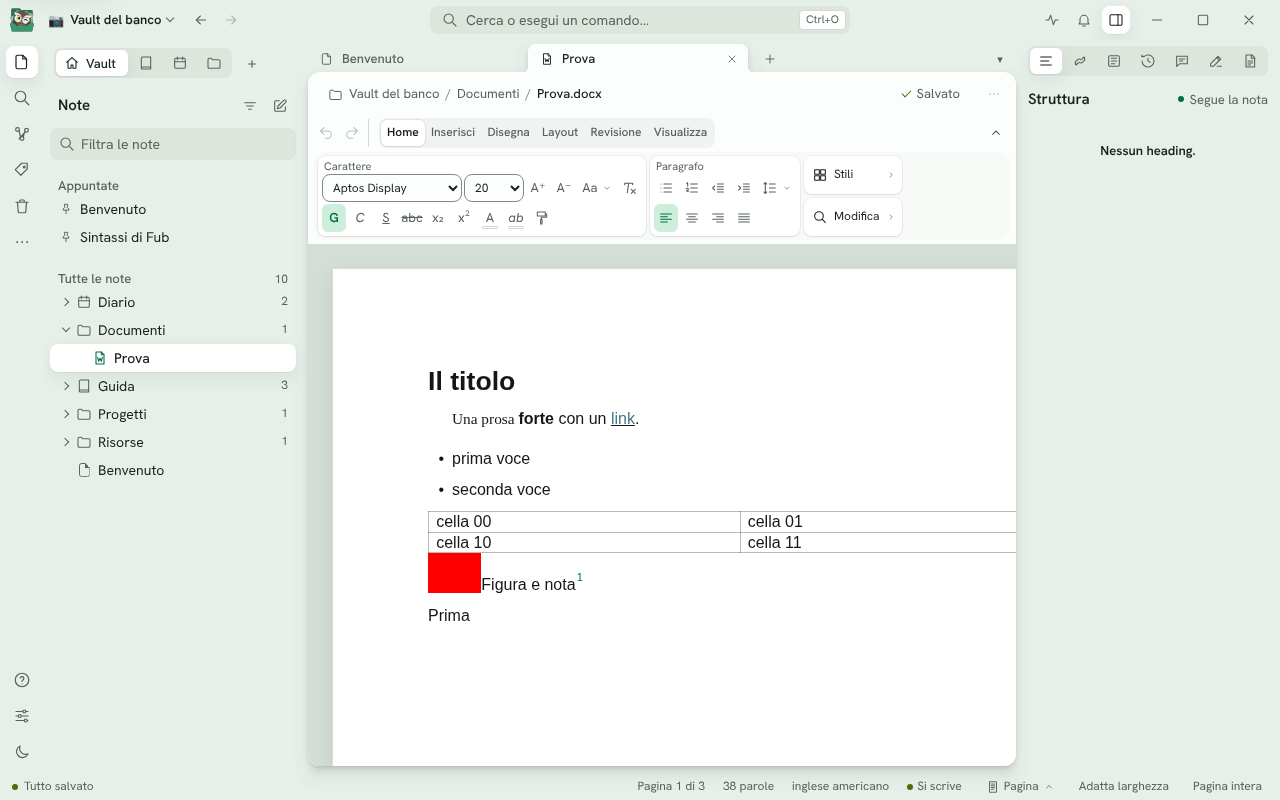 Vault del banco
Cerca o esegui un comando…
Ctrl+O
Vault
Note
Filtra le note
Appuntate
Benvenuto
Sintassi di Fub
Tutte le note 10
Diario 2
Documenti 1
Prova
Guida 3
Progetti 1
Risorse 1
Benvenuto
Tutto salvato
Benvenuto
Prova
Vault del banco / Documenti / Prova.docx
Salvato
Home Inserisci Disegna Layout Revisione Visualizza
Carattere
Aptos Display 20 A+ A− Aa
G C S abc x₂ x² A ab
Paragrafo
Stili
Modifica
Il titolo
Una prosa forte con un link.
• prima voce
• seconda voce
cella 00 cella 01
cella 10 cella 11
Figura e nota1
Prima
Struttura
Segue la nota
Nessun heading.
Pagina 1 di 3 38 parole inglese americano Si scrive Pagina Adatta larghezza Pagina intera